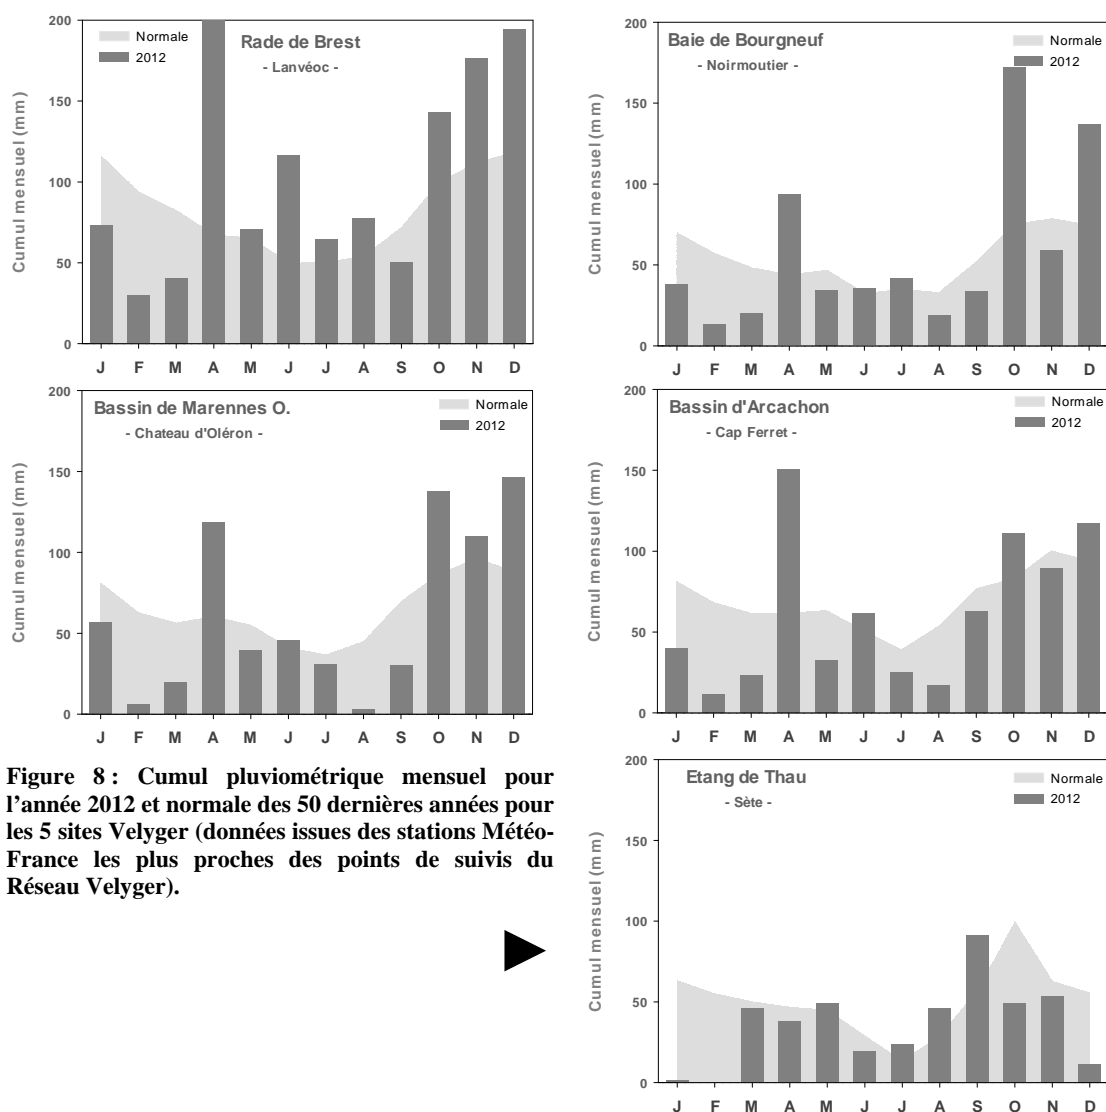 Rade de Brest
- Lanvéoc -
Normale
2012
Cumul mensuel (mm)
200
150
100
50
0
J F M A M J J A S O N D
Baie de Bourgneuf
- Noirmoutier -
Normale
2012
Cumul mensuel (mm)
200
150
100
50
0
J F M A M J J A S O N D
Bassin de Marennes O.
- Chateau d'Oléron -
Normale
2012
Cumul mensuel (mm)
200
150
100
50
0
J F M A M J J A S O N D
Bassin d'Arcachon
- Cap Ferret -
Normale
2012
Cumul mensuel (mm)
200
150
100
50
0
J F M A M J J A S O N D
Figure 8 : Cumul pluviométrique mensuel pour
l'année 2012 et normale des 50 dernières années pour
les 5 sites Velyger (données issues des stations Météo-
France les plus proches des points de suivis du
Réseau Velyger).
Etang de Thau
- Sète -
Normale
2012
Cumul mensuel (mm)
200
150
100
50
0
J F M A M J J A S O N D